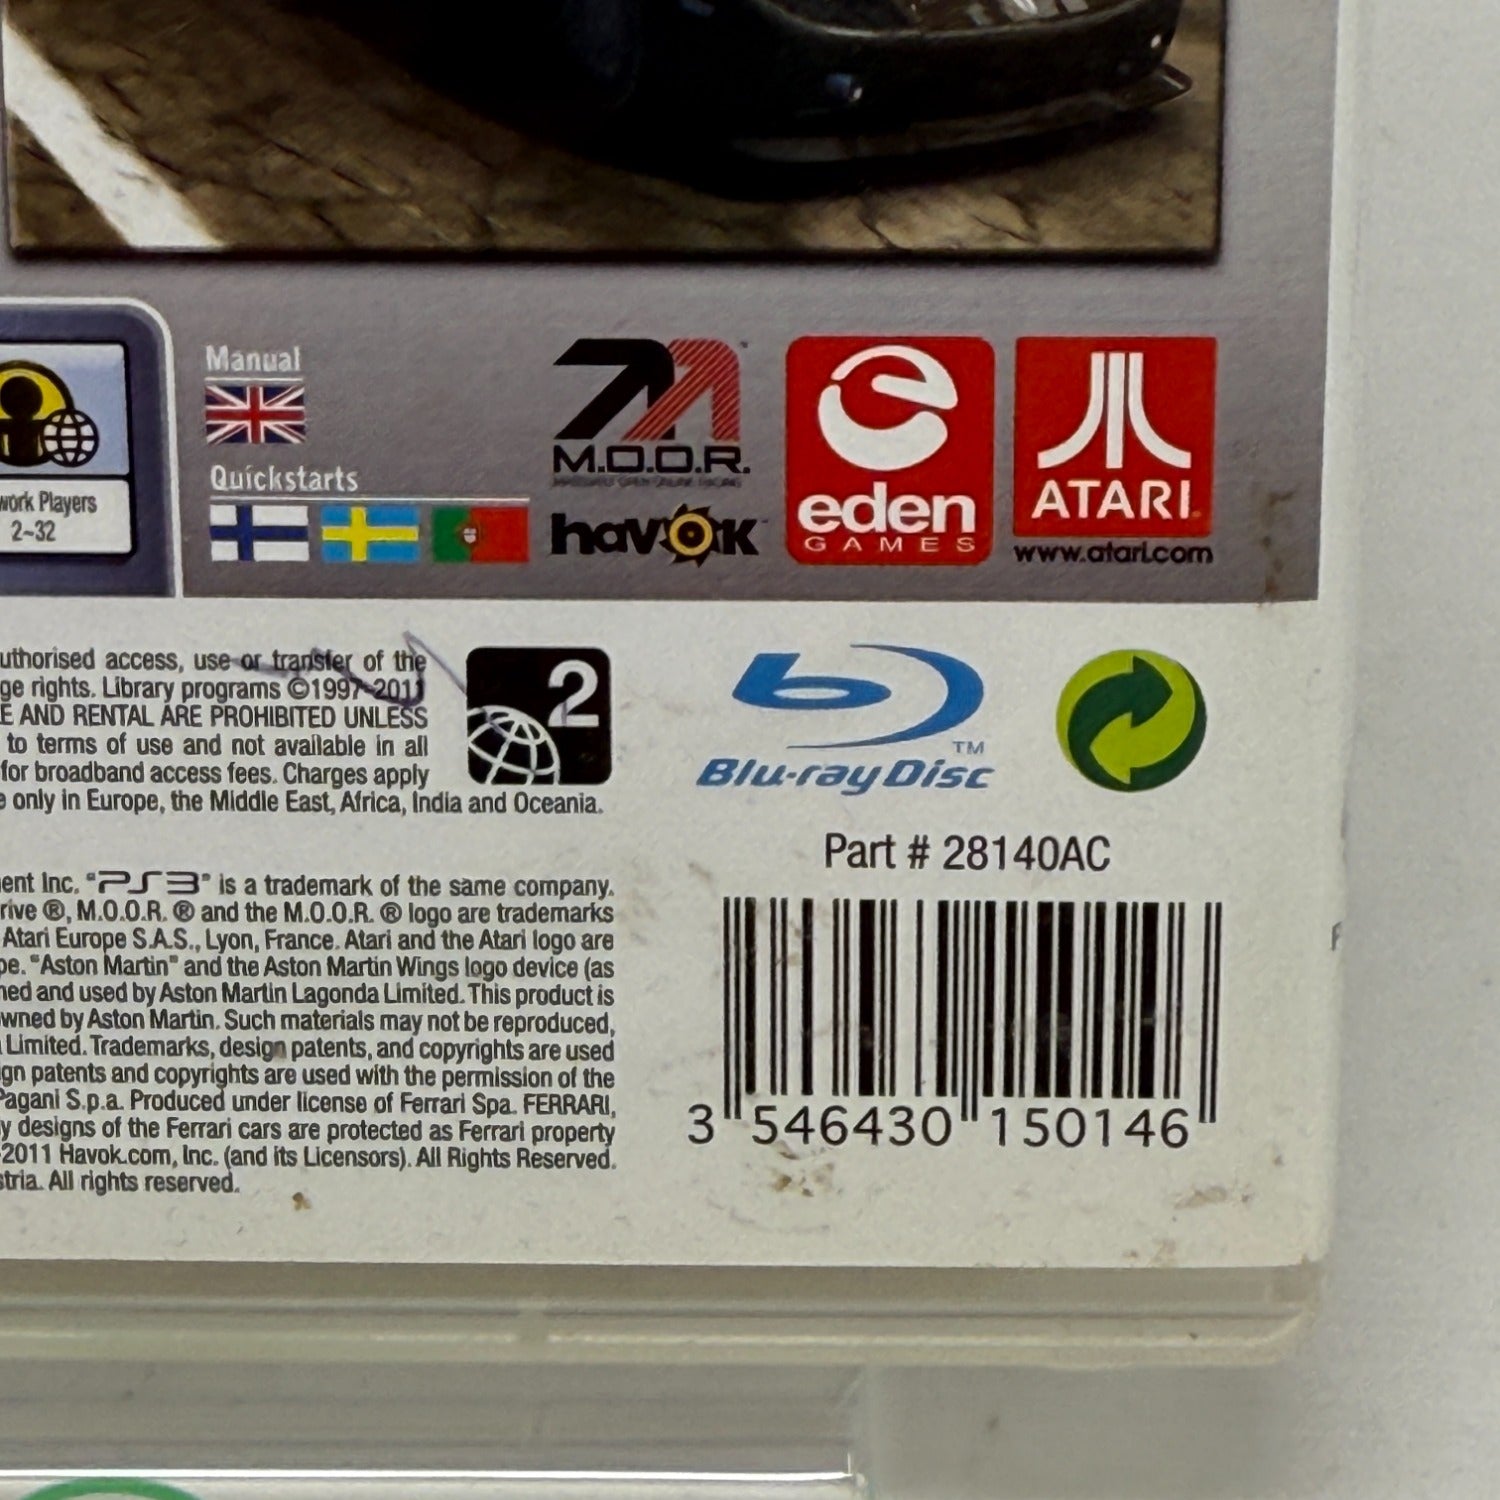 Manual
Quickstarts
work Players
2~32
M.O.O.R.
havok
eden
GAMES
ATARI
www.atari.com
uthorised access, use or transfer of the
ge rights. Library programs ©1997-2011
E AND RENTAL ARE PROHIBITED UNLESS
to terms of use and not available in all
for broadband access fees. Charges apply
e only in Europe, the Middle East, Africa, India and Oceania.
2
TM
Blu-ray Disc
Part # 28140AC
ent Inc. "PS3" is a trademark of the same company.
rive ®, M.O.O.R. ® and the M.O.O.R. ® logo are trademarks
Atari Europe S.A.S., Lyon, France. Atari and the Atari logo are
pe. "Aston Martin" and the Aston Martin Wings logo device (as
ned and used by Aston Martin Lagonda Limited. This product is
wned by Aston Martin. Such materials may not be reproduced,
Limited. Trademarks, design patents, and copyrights are used
ign patents and copyrights are used with the permission of the
Pagani S.p.a. Produced under license of Ferrari Spa. FERRARI,
y designs of the Ferrari cars are protected as Ferrari property
-2011 Havok.com, Inc. (and its Licensors). All Rights Reserved.
stria. All rights reserved.
3 546430 150146